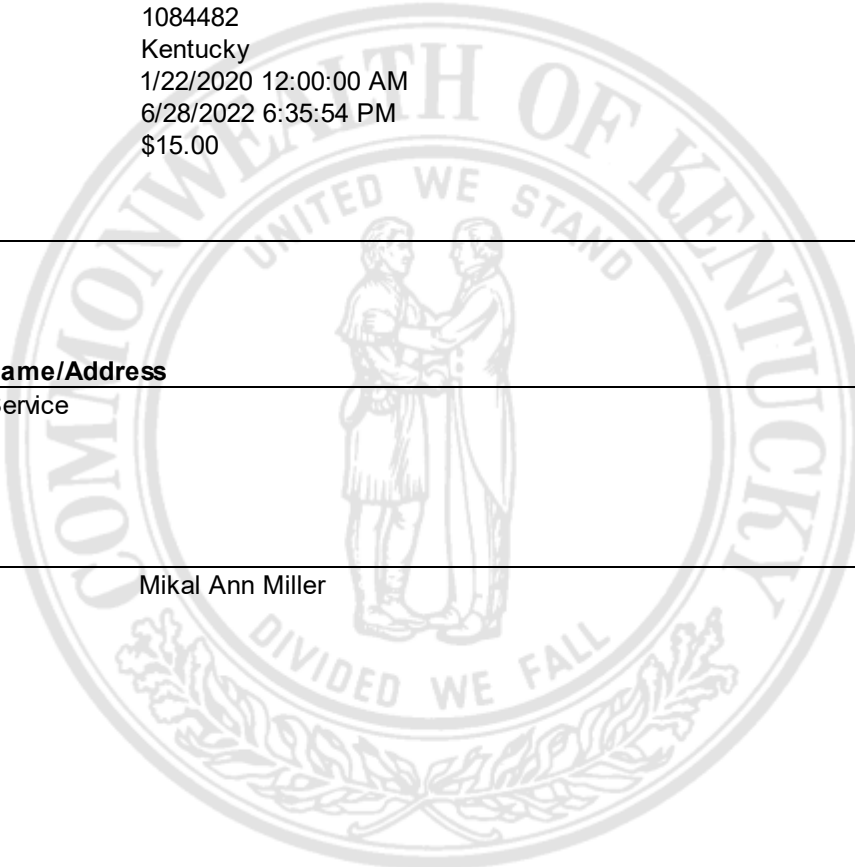 1084482
Kentucky
1/22/2020 12:00:00 AM
6/28/2022 6:35:54 PM
$15.00
COMMONWEALTH OF KENTUCKY
UNITED WE STAND
ame/Address
Service
Mikal Ann Miller
DIVIDED WE FALL